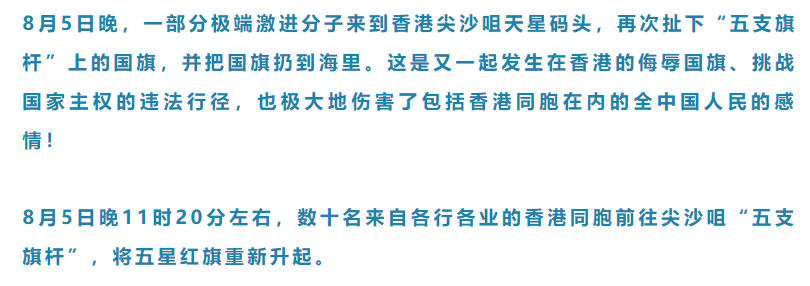 8月5日晚，一部分极端激进分子来到香港尖沙咀天星码头，再次扯下“五支旗
杆”上的国旗，并把国旗扔到海里。这是又一起发生在香港的侮辱国旗、挑战
国家主权的违法行径，也极大地伤害了包括香港同胞在内的全中国人民的感
情！
8月5日晚11时20分左右，数十名来自各行各业的香港同胞前往尖沙咀“五支
旗杆”，将五星红旗重新升起。